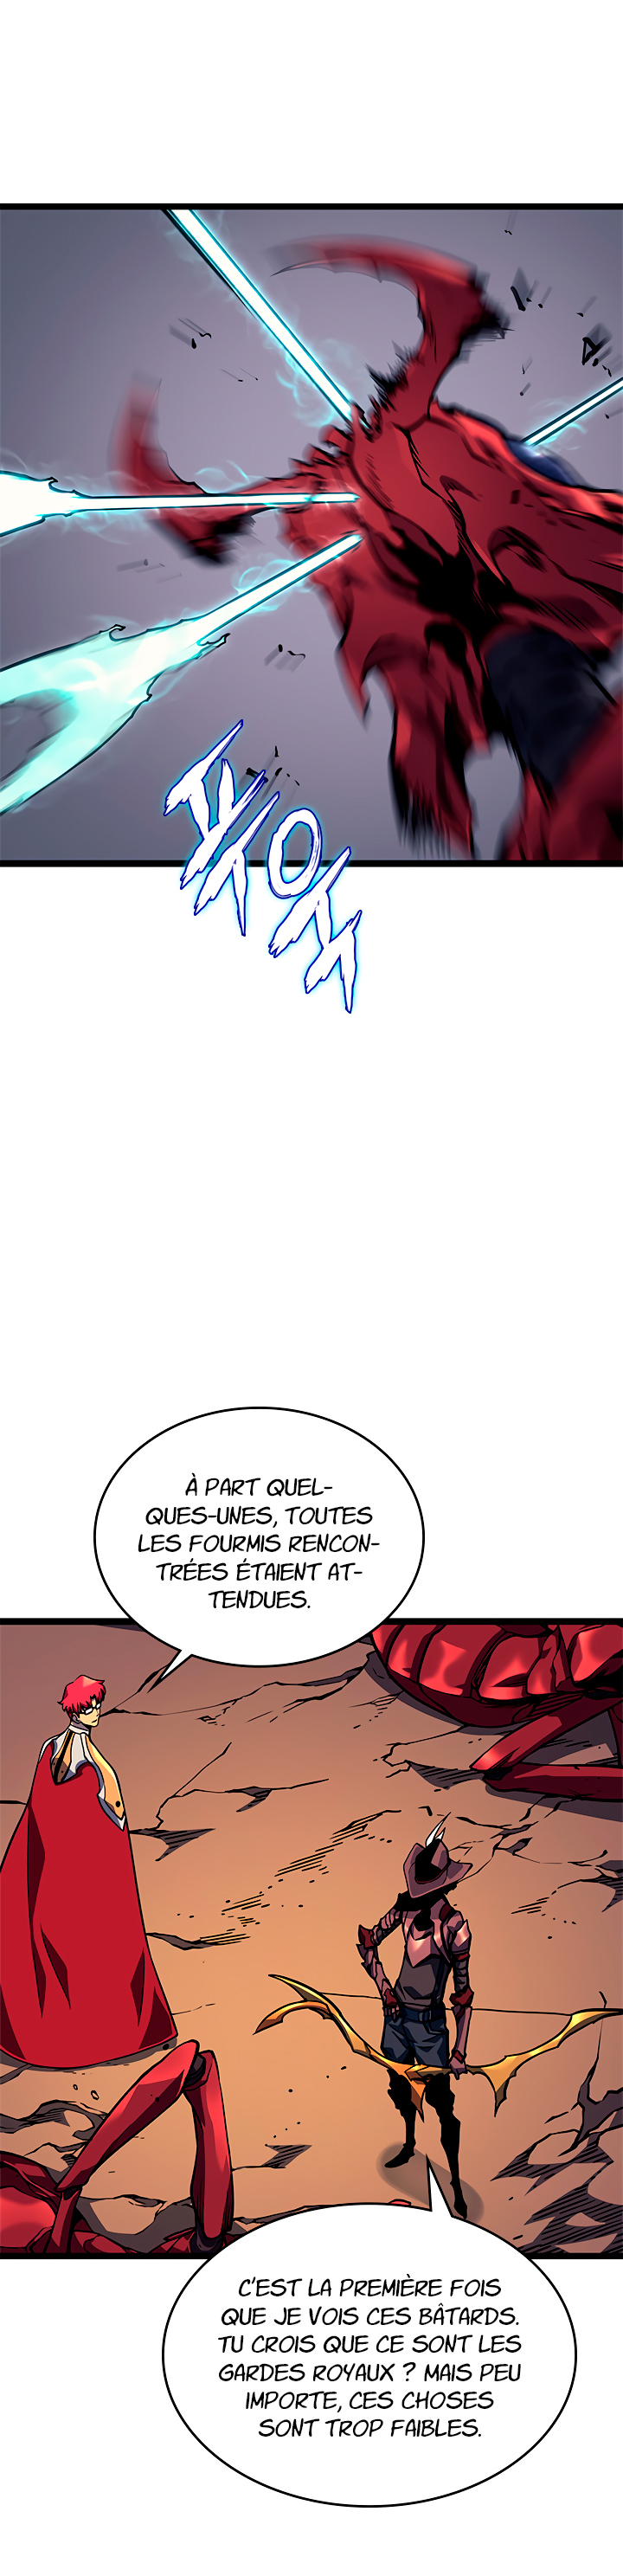 À PART QUEL-
QUES-UNES, TOUTES
LES FOURMIS RENCON-
TRÉES ÉTAIENT AT-
TENDUES.
C'EST LA PREMIÈRE FOIS
QUE JE VOIS CES BÂTARDS.
TU CROIS QUE CE SONT LES
GARDES ROYAUX ? MAIS PEU
IMPORTE, CES CHOSES
SONT TROP FAIBLES.